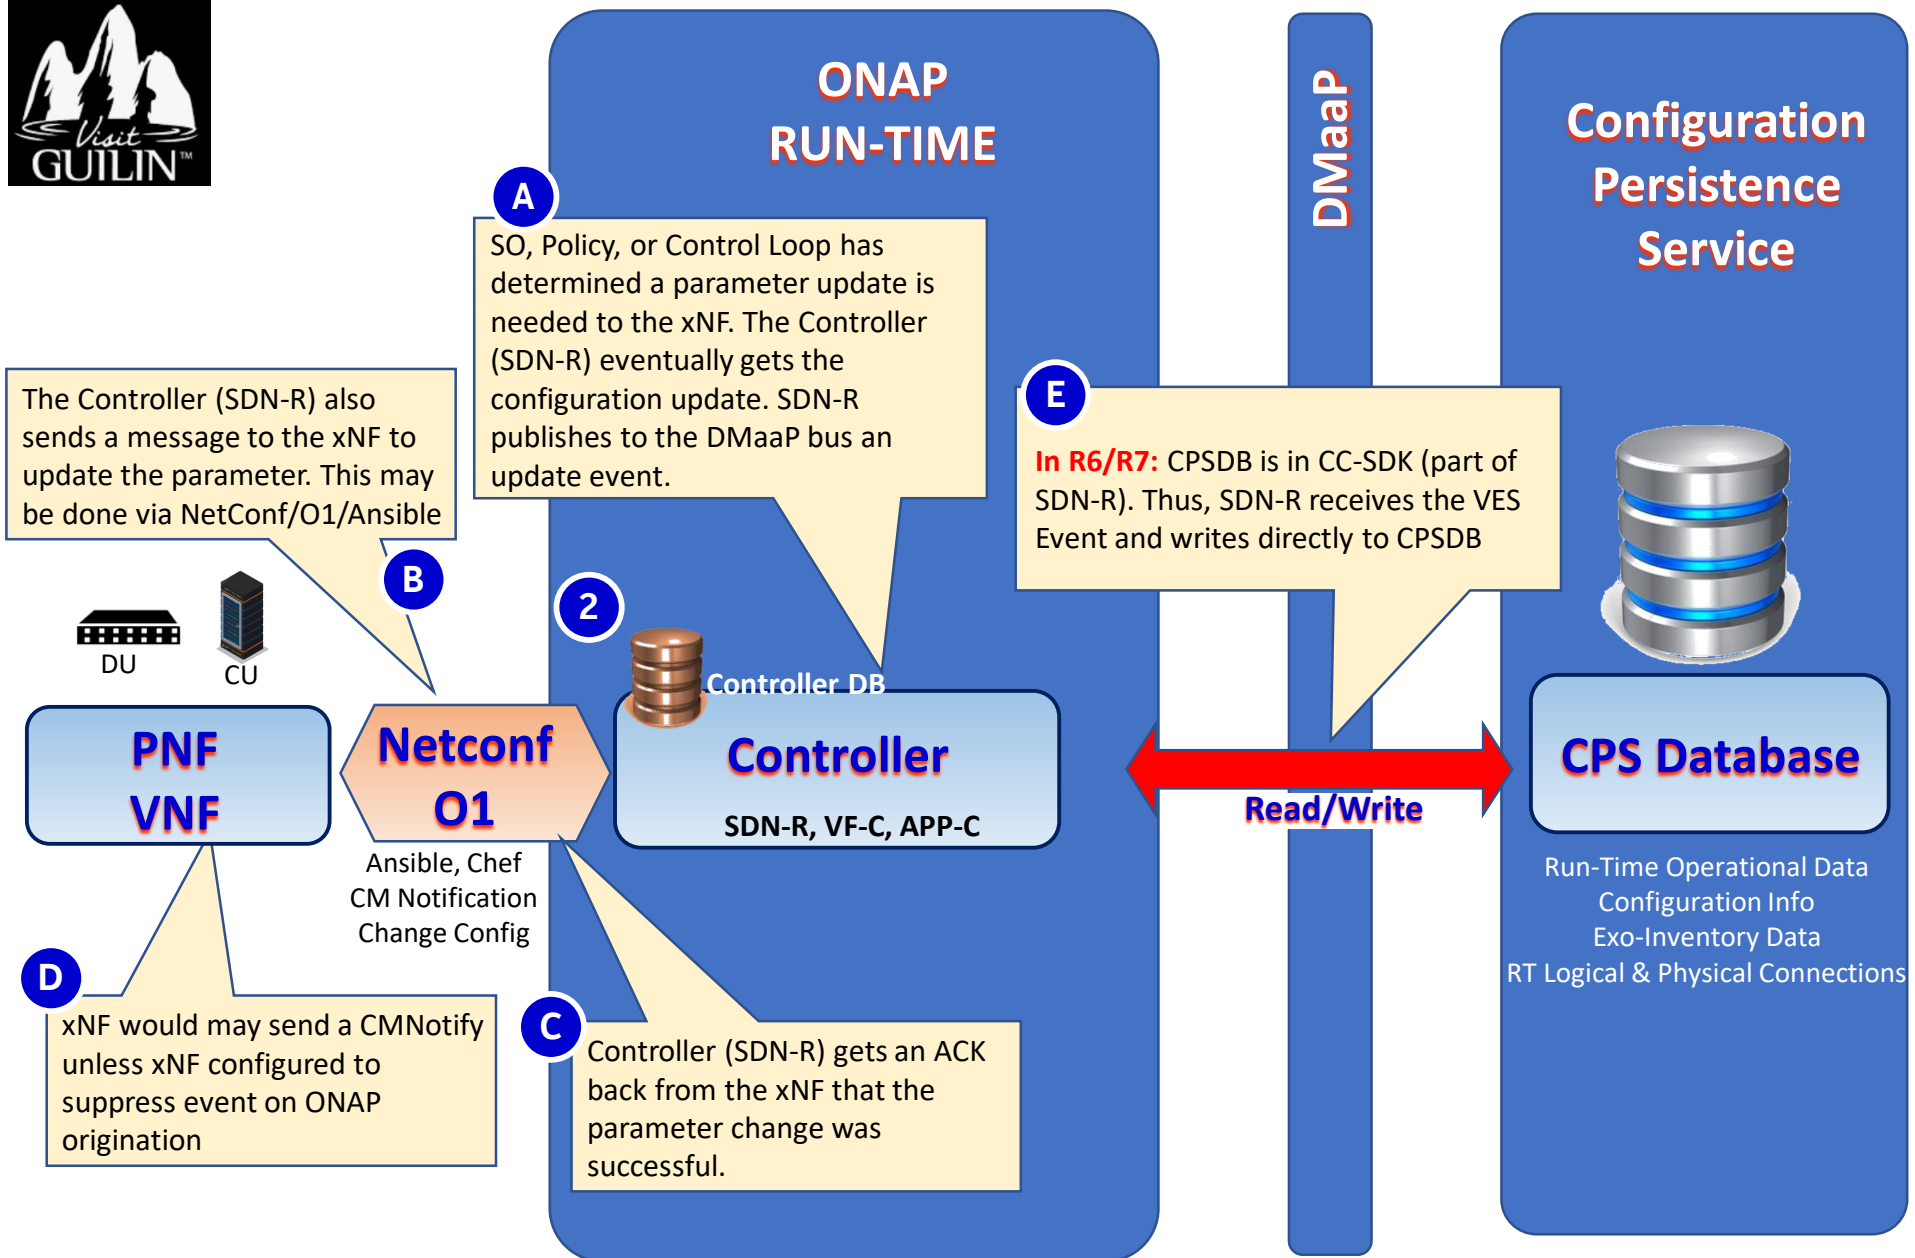 Visit
GUILIN™
ONAP
RUN-TIME
DMaaP
Configuration
Persistence
Service
A
SO, Policy, or Control Loop has
determined a parameter update is
needed to the xNF. The Controller
(SDN-R) eventually gets the
configuration update. SDN-R
publishes to the DMaaP bus an
update event.
The Controller (SDN-R) also
sends a message to the xNF to
update the parameter. This may
be done via NetConf/O1/Ansible
B
E
In R6/R7: CPSDB is in CC-SDK (part of
SDN-R). Thus, SDN-R receives the VES
Event and writes directly to CPSDB
DU
CU
2
Controller DB
PNF
VNF
Netconf
O1
Controller
SDN-R, VF-C, APP-C
Read/Write
CPS Database
Ansible, Chef
CM Notification
Change Config
Run-Time Operational Data
Configuration Info
Exo-Inventory Data
RT Logical & Physical Connections
D
xNF would may send a CMNotify
unless xNF configured to
suppress event on ONAP
origination
C
Controller (SDN-R) gets an ACK
back from the xNF that the
parameter change was
successful.